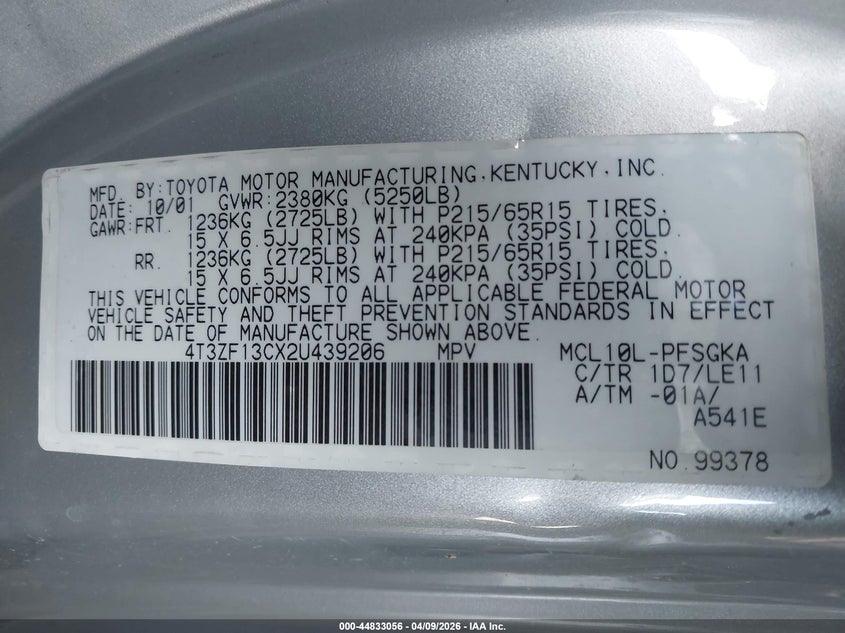 MFD. BY:TOYOTA MOTOR MANUFACTURING,KENTUCKY,INC.
DATE: 10/01 GVWR:2380KG (5250LB)
GAWR:FRT. 1236KG (2725LB) WITH P215/65R15 TIRES,
15 X 6.5JJ RIMS AT 240KPA (35PSI) COLD.
RR. 1236KG (2725LB) WITH P215/65R15 TIRES,
15 X 6.5JJ RIMS AT 240KPA (35PSI) COLD.
THIS VEHICLE CONFORMS TO ALL APPLICABLE FEDERAL MOTOR
VEHICLE SAFETY AND THEFT PREVENTION STANDARDS IN EFFECT
ON THE DATE OF MANUFACTURE SHOWN ABOVE.
4T3ZF13CX2U439206 MPV MCL10L-PFSGKA
C/TR 1D7/LE11
A/TM -01A/
A541E
NO.99378
000-44833056 - 04/09/2026 - IAA Inc.